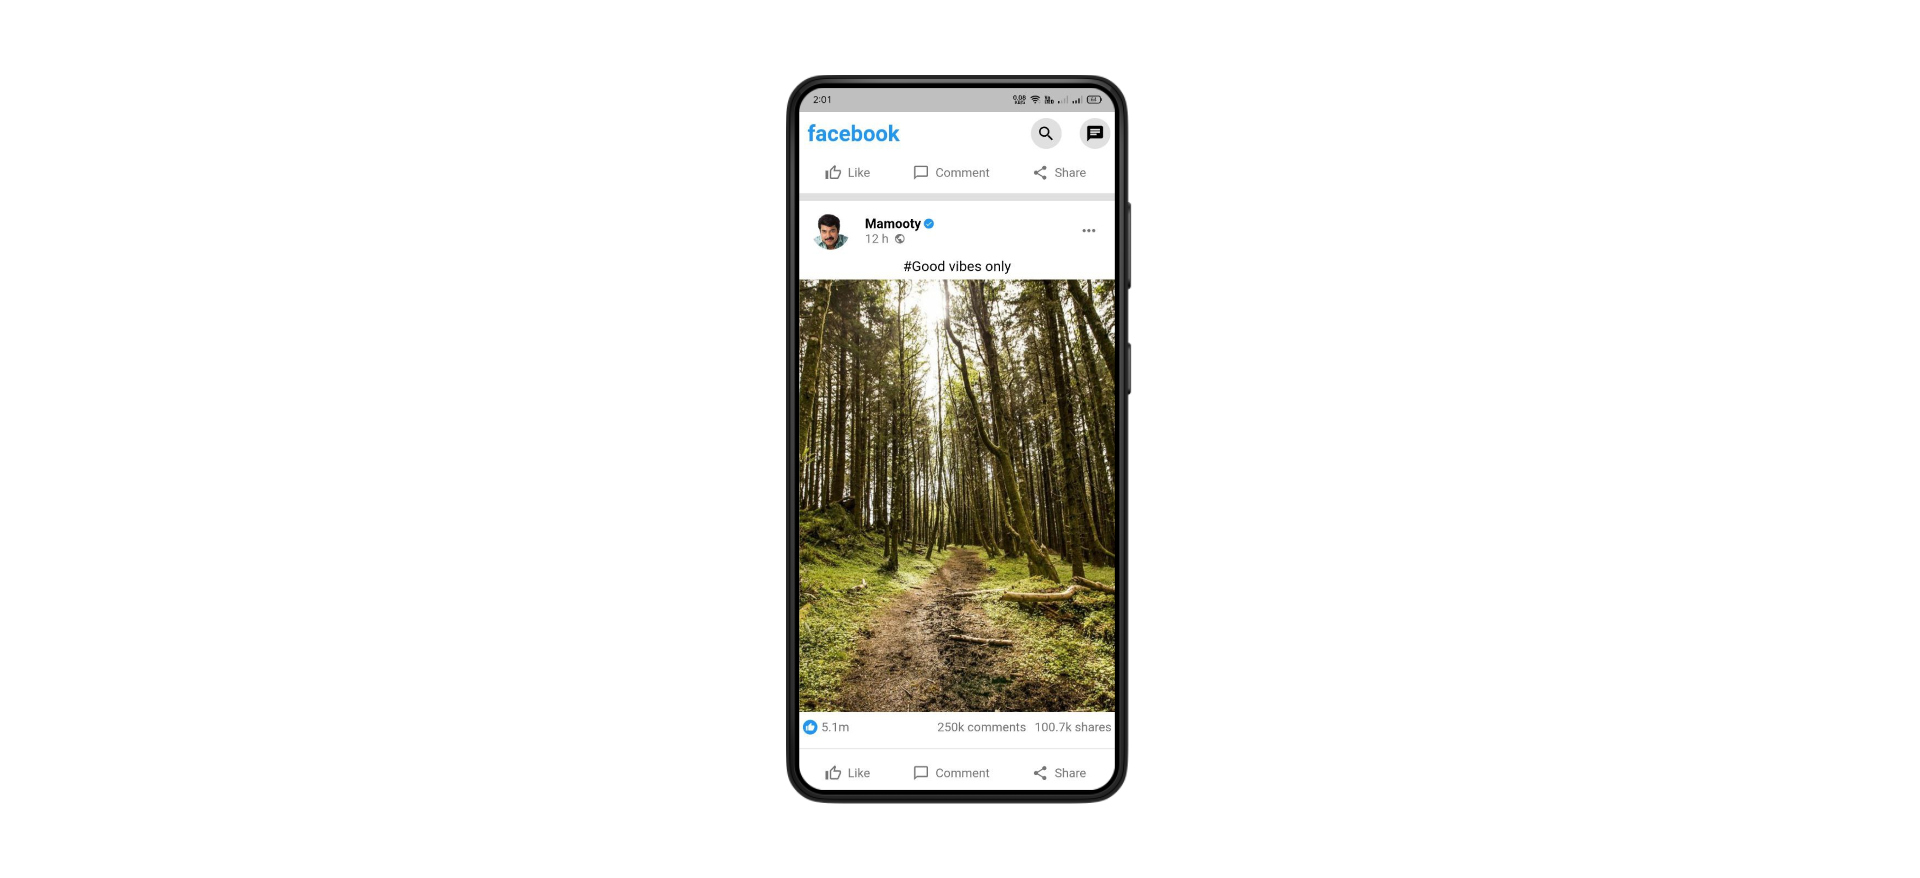 2:01
facebook
Like Comment Share
Mamooty
12 h
#Good vibes only
5.1m 250k comments 100.7k shares
Like Comment Share